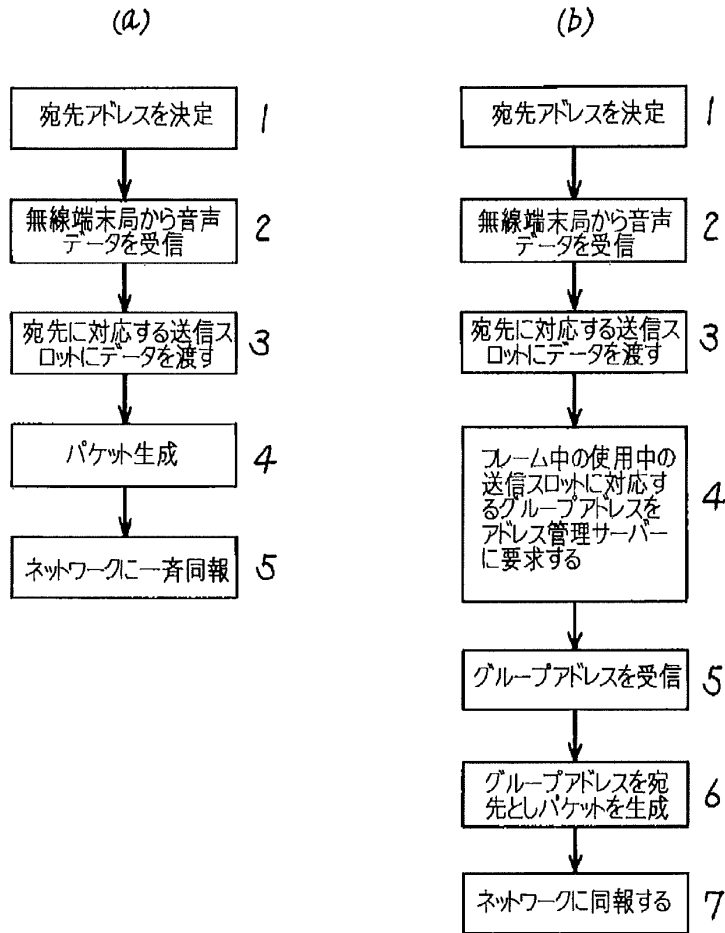 (a)
宛先アドレスを決定
1
無線端末局から音声
データを受信
2
宛先に対応する送信ス
ロットにデータを渡す
3
パケット生成
4
ネットワークに一斉同報
5
(b)
宛先アドレスを決定
1
無線端末局から音声
データを受信
2
宛先に対応する送信ス
ロットにデータを渡す
3
フレーム中の使用中の
送信スロットに対応す
るグループアドレスを
アドレス管理サーバー
に要求する
4
グループアドレスを受信
5
グループアドレスを宛
先としパケットを生成
6
ネットワークに同報する
7